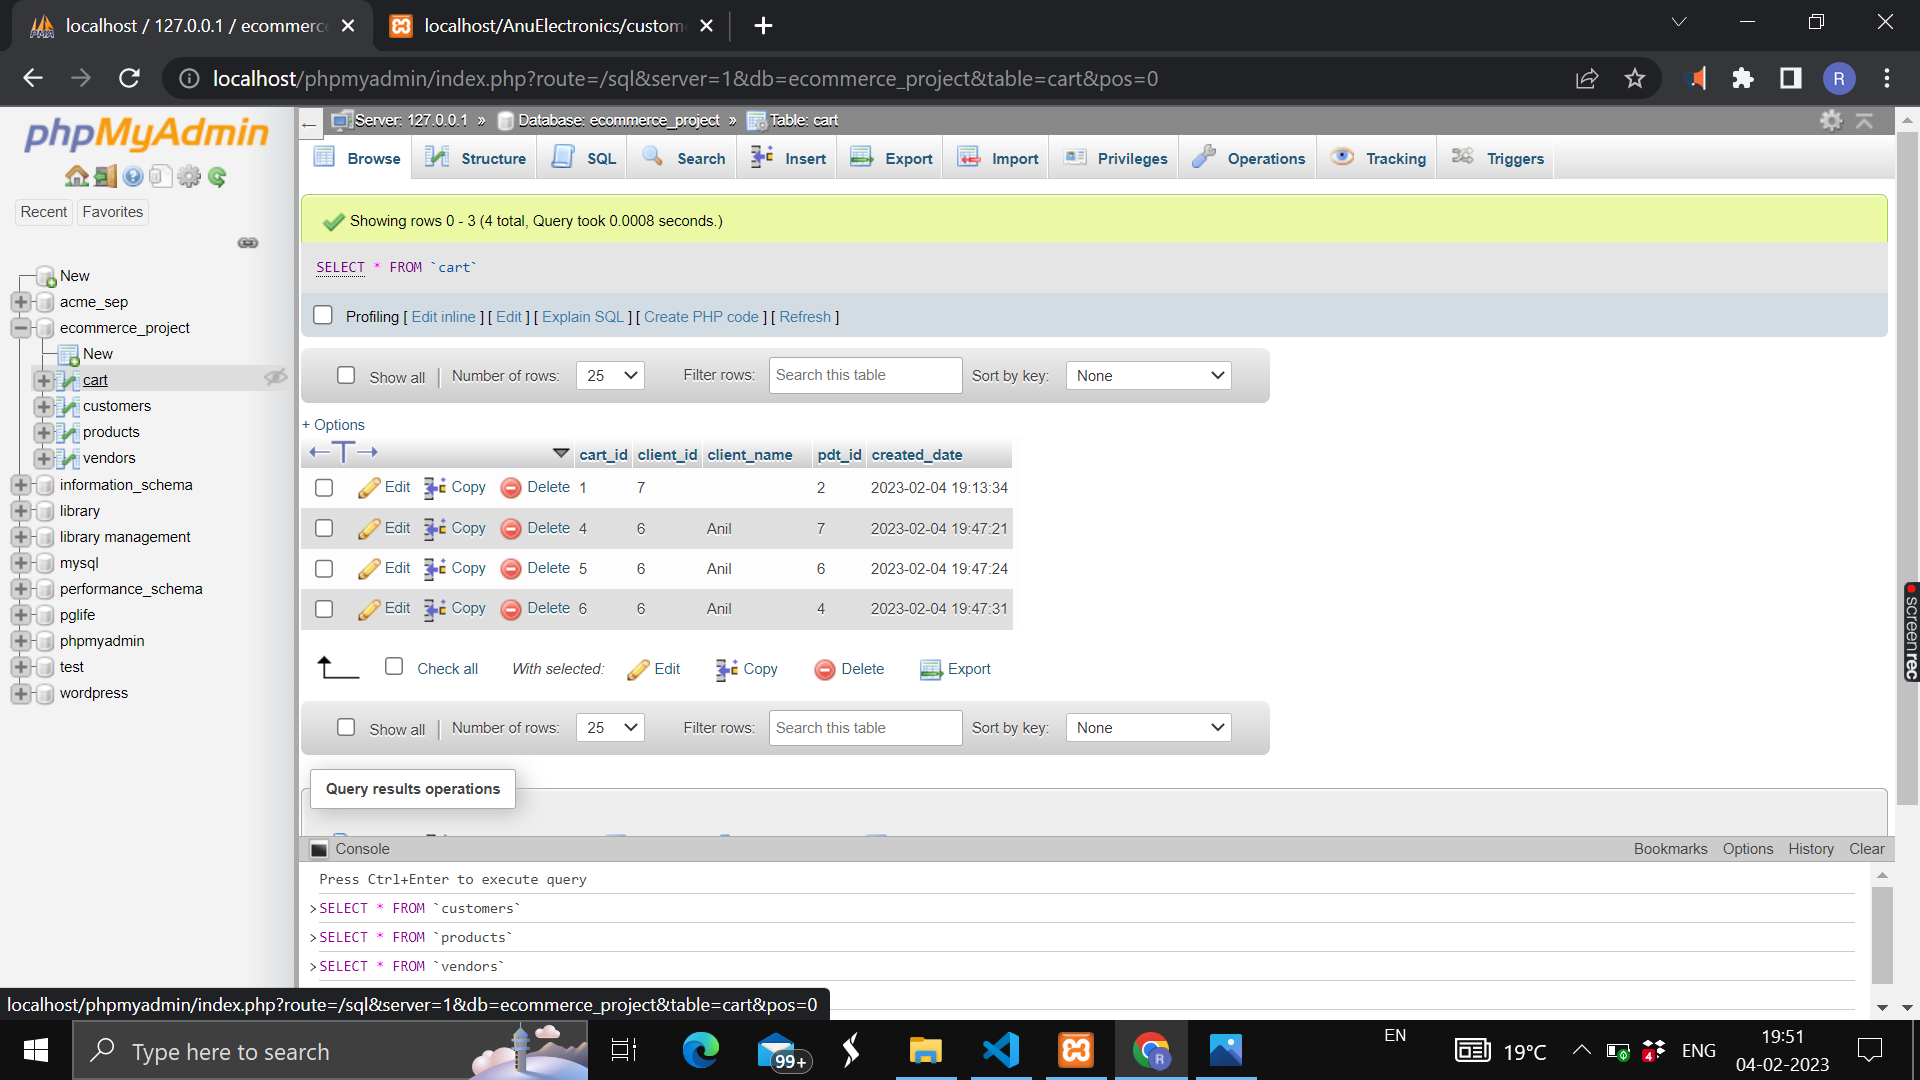 localhost / 127.0.0.1 / ecommerce
localhost/AnuElectronics/custom
localhost/phpmyadmin/index.php?route=/sql&server=1&db=ecommerce_project&table=cart&pos=0
R
phpMyAdmin
Recent Favorites
New
acme_sep
ecommerce_project
New
cart
customers
products
vendors
information_schema
library
library management
mysql
performance_schema
pglife
phpmyadmin
test
wordpress
Server: 127.0.0.1 » Database: ecommerce_project » Table: cart
Browse Structure SQL Search Insert Export Import Privileges Operations Tracking Triggers
Showing rows 0 - 3 (4 total, Query took 0.0008 seconds.)
SELECT * FROM `cart`
Profiling [ Edit inline ] [ Edit ] [ Explain SQL ] [ Create PHP code ] [ Refresh ]
Show all | Number of rows: 25 Filter rows: Search this table Sort by key: None
+ Options
cart_id client_id client_name pdt_id created_date
Edit Copy Delete 1 7 2 2023-02-04 19:13:34
Edit Copy Delete 4 6 Anil 7 2023-02-04 19:47:21
Edit Copy Delete 5 6 Anil 6 2023-02-04 19:47:24
Edit Copy Delete 6 6 Anil 4 2023-02-04 19:47:31
Check all With selected: Edit Copy Delete Export
Show all | Number of rows: 25 Filter rows: Search this table Sort by key: None
Query results operations
Console Bookmarks Options History Clear
Press Ctrl+Enter to execute query
>SELECT * FROM `customers`
>SELECT * FROM `products`
>SELECT * FROM `vendors`
localhost/phpmyadmin/index.php?route=/sql&server=1&db=ecommerce_project&table=cart&pos=0
screenrec
Type here to search
99+
R
EN
19°C
4
ENG
19:51
04-02-2023